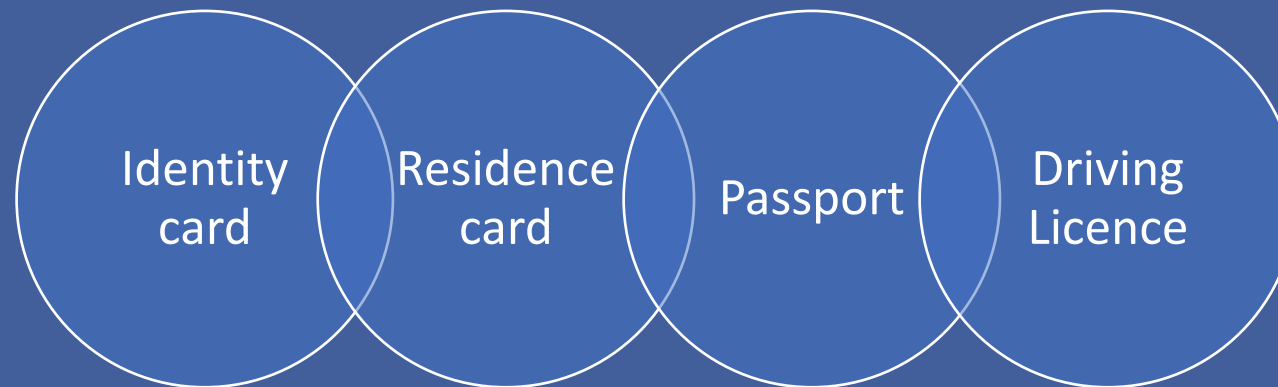 Identity
card
Residence
card
Passport
Driving
Licence